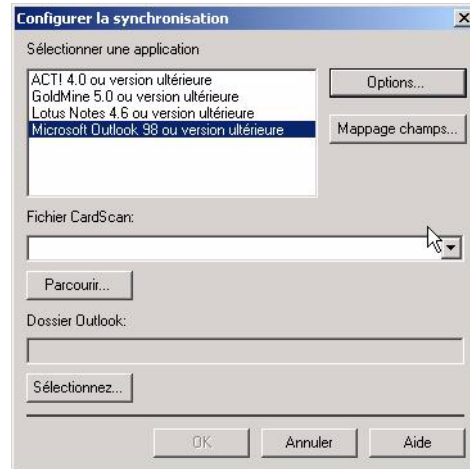 Configurer la synchronisation
Sélectionner une application
ACT! 4.0 ou version ultérieure
GoldMine 5.0 ou version ultérieure
Lotus Notes 4.6 ou version ultérieure
Microsoft Outlook 98 ou version ultérieure
Options...
Mappage champs...
Fichier CardScan:
Parcourir...
Dossier Outlook:
Sélectionnez...
OK
Annuler
Aide